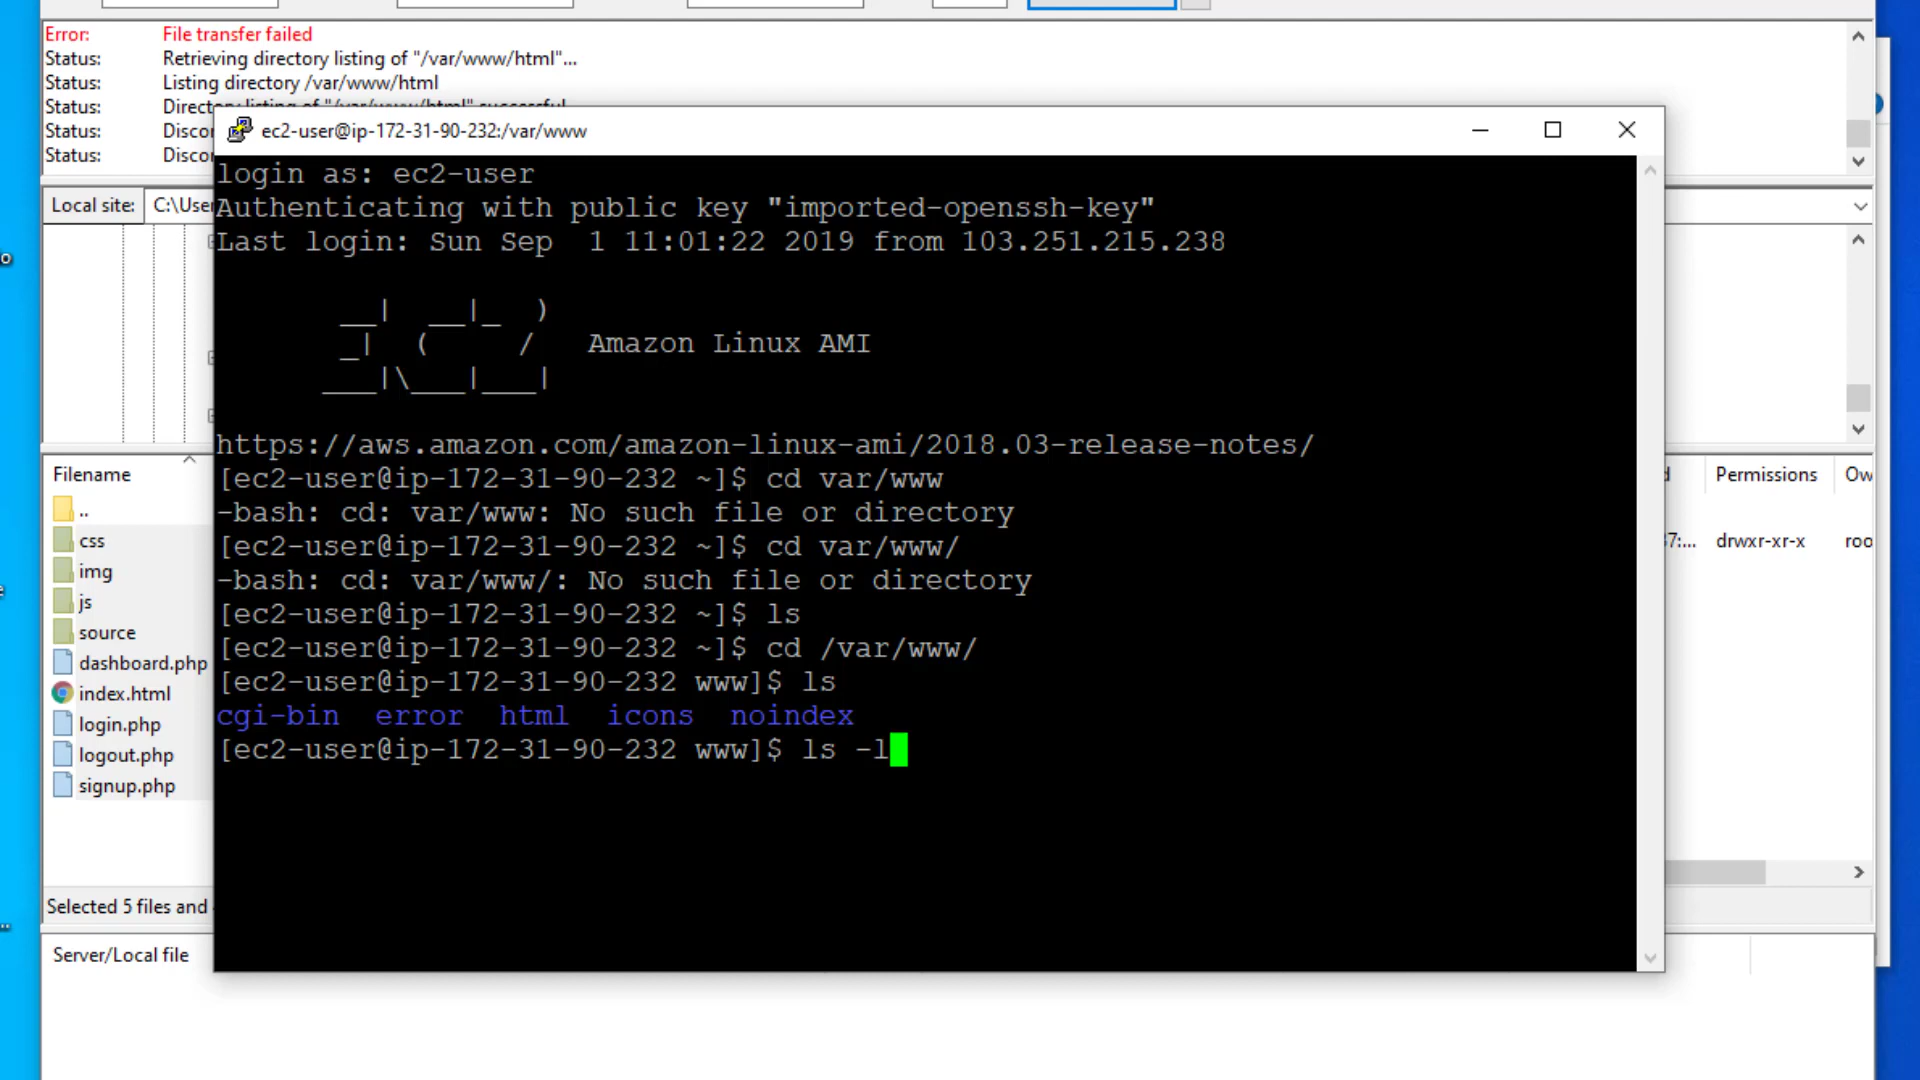 Error: File transfer failed
Status: Retrieving directory listing of "/var/www/html"...
Status: Listing directory /var/www/html
Status: Directory listing of "/var/www/html" successful
Status: Discon
Status: Discon
ec2-user@ip-172-31-90-232:/var/www
login as: ec2-user
Authenticating with public key "imported-openssh-key"
Last login: Sun Sep  1 11:01:22 2019 from 103.251.215.238
__|  __|_  )
_|  (     /   Amazon Linux AMI
___|\___|___|
https://aws.amazon.com/amazon-linux-ami/2018.03-release-notes/
[ec2-user@ip-172-31-90-232 ~]$ cd var/www
-bash: cd: var/www: No such file or directory
[ec2-user@ip-172-31-90-232 ~]$ cd var/www/
-bash: cd: var/www/: No such file or directory
[ec2-user@ip-172-31-90-232 ~]$ ls
[ec2-user@ip-172-31-90-232 ~]$ cd /var/www/
[ec2-user@ip-172-31-90-232 www]$ ls
cgi-bin  error  html  icons  noindex
[ec2-user@ip-172-31-90-232 www]$ ls -l
Local site: C:\User
Filename
..
css
img
js
source
dashboard.php
index.html
login.php
logout.php
signup.php
Selected 5 files and
Server/Local file
d Permissions Ow
37:... drwxr-xr-x roo